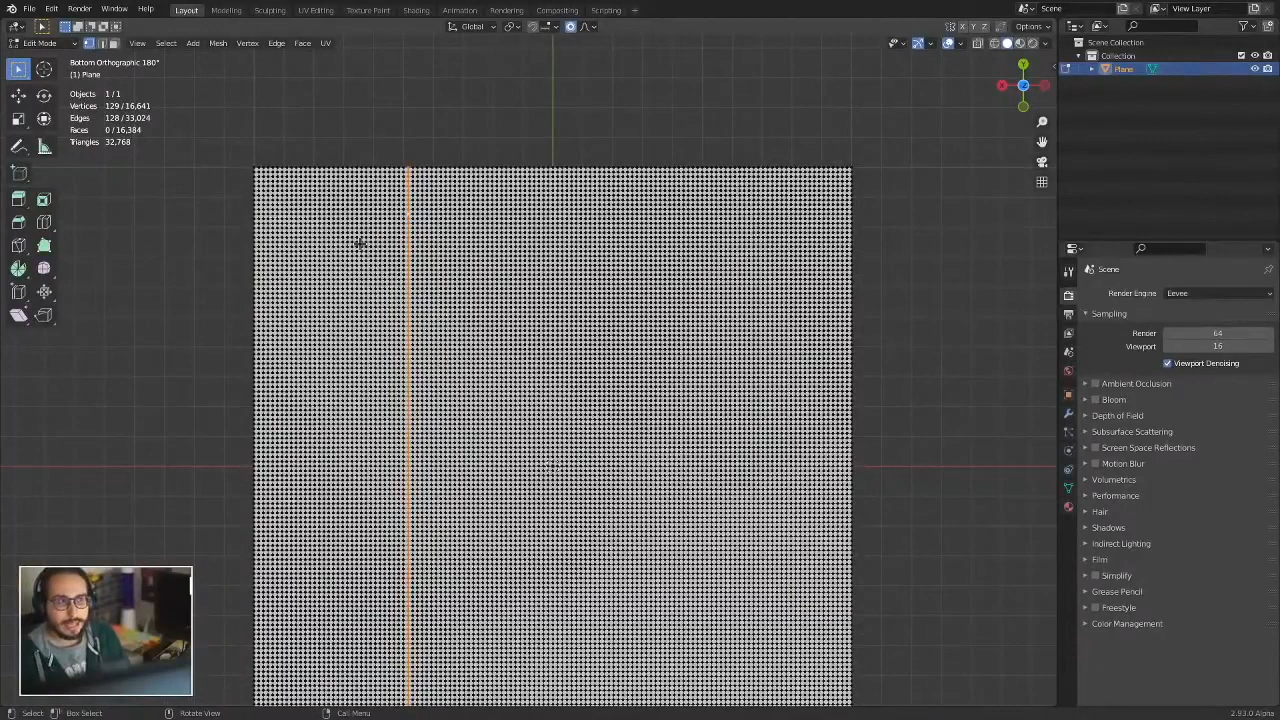 File Edit Render Window Help
Layout Modeling Sculpting UV Editing Texture Paint Shading Animation Rendering Compositing Scripting +
Scene
View Layer
Global
X Y Z
Options
Edit Mode
View Select Add Mesh Vertex Edge Face UV
Bottom Orthographic 180°
(1) Plane
Objects 1/1
Vertices 129/16,641
Edges 128/33,024
Faces 0/16,384
Triangles 32,768
Y
Scene Collection
Collection
Plane
Scene
Render Engine Eevee
Sampling
Render 64
Viewport 16
Viewport Denoising
Ambient Occlusion
Bloom
Depth of Field
Subsurface Scattering
Screen Space Reflections
Motion Blur
Volumetrics
Performance
Hair
Shadows
Indirect Lighting
Film
Simplify
Grease Pencil
Freestyle
Color Management
Select Box Select Rotate View Call Menu
2.93.0 Alpha